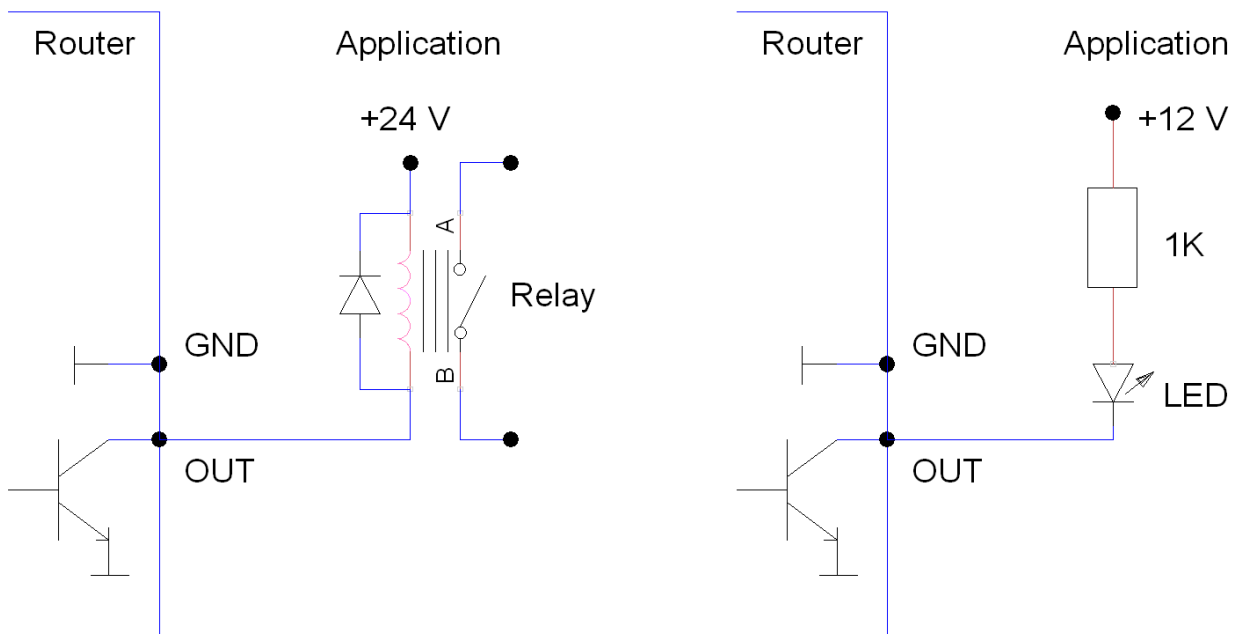 Router
Application
+24 V
A
Relay
GND
B
OUT
Router
Application
+12 V
1K
GND
LED
OUT